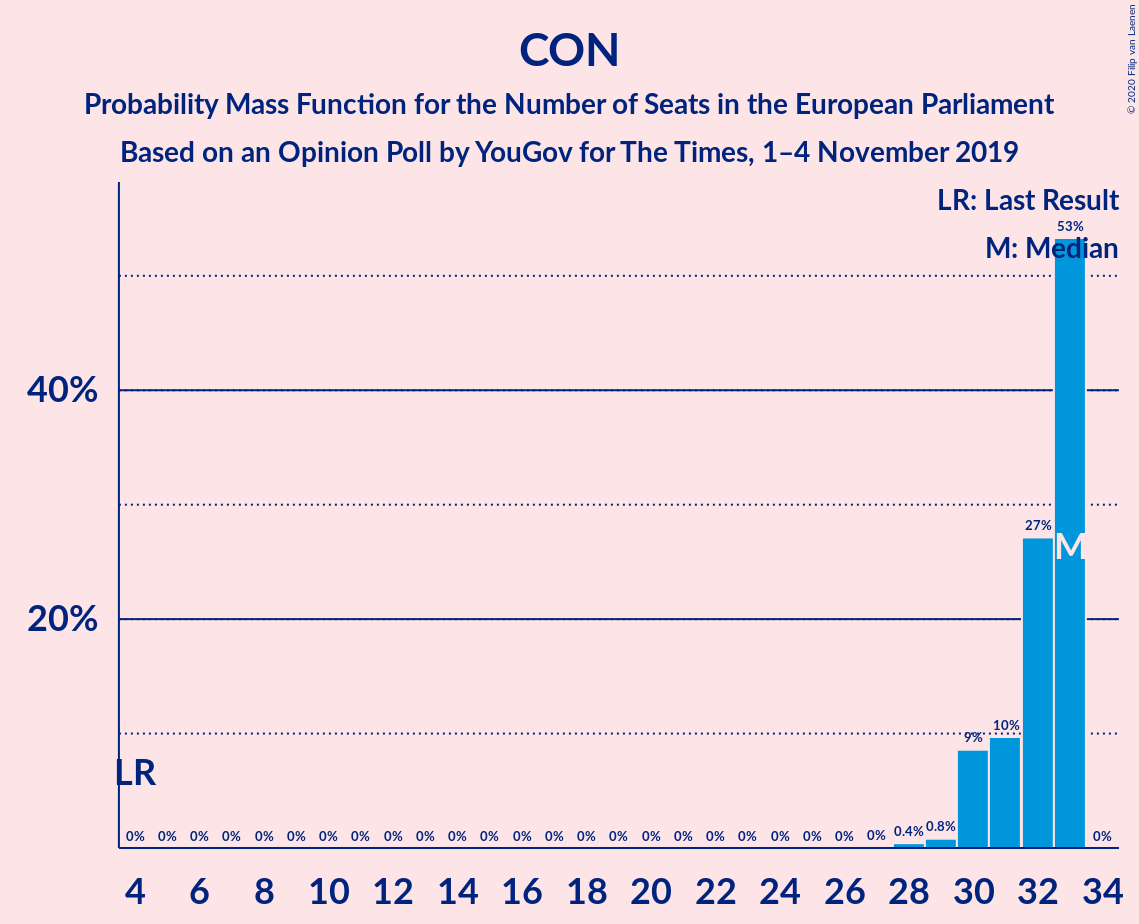 CON
Probability Mass Function for the Number of Seats in the European Parliament
Based on an Opinion Poll by YouGov for The Times, 1–4 November 2019
© 2020 Filip van Laenen
LR: Last Result
M: Median
53%
40%
27%
M
20%
10%
9%
LR
0% 0% 0% 0% 0% 0% 0% 0% 0% 0% 0% 0% 0% 0% 0% 0% 0% 0% 0% 0% 0% 0% 0% 0% 0.4% 0.8% 0%
4 6 8 10 12 14 16 18 20 22 24 26 28 30 32 34